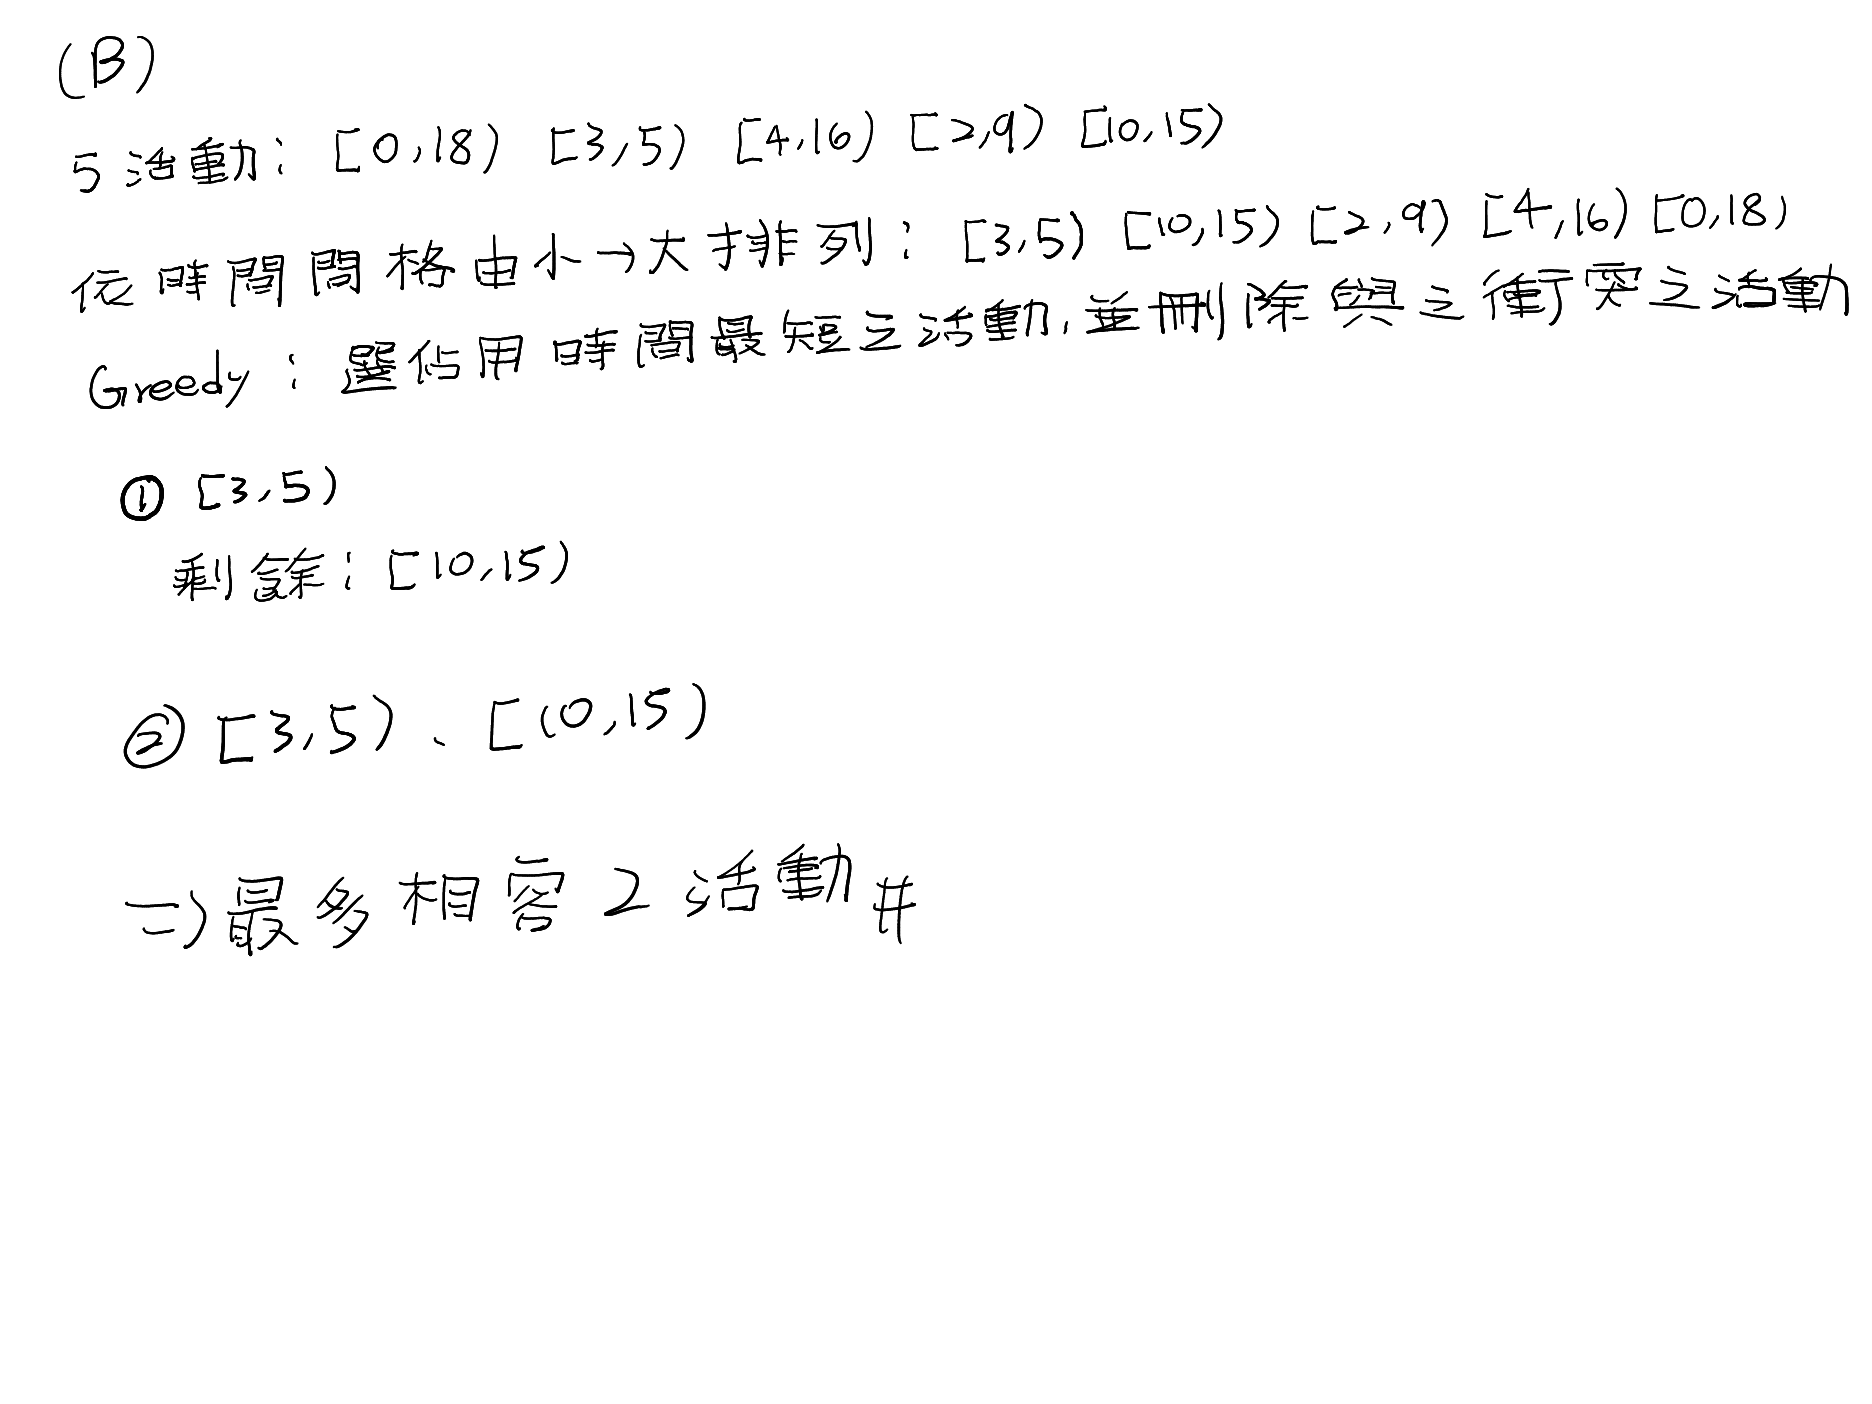 (B)
5活動: [0,18) [3,5) [4,16) [2,9) [10,15)
依時間間格由小→大排列: [3,5) [10,15) [2,9) [4,16) [0,18)
Greedy: 選佔用時間最短之活動,並刪除與之衝突之活動
① [3,5)
剩餘: [10,15)
② [3,5)、[10,15)
=> 最多相容2活動 #